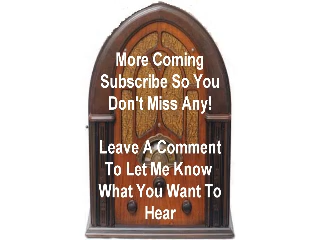 More Coming
Subscribe So You
Don't Miss Any!
Leave A Comment
To Let Me Know
What You Want To
Hear